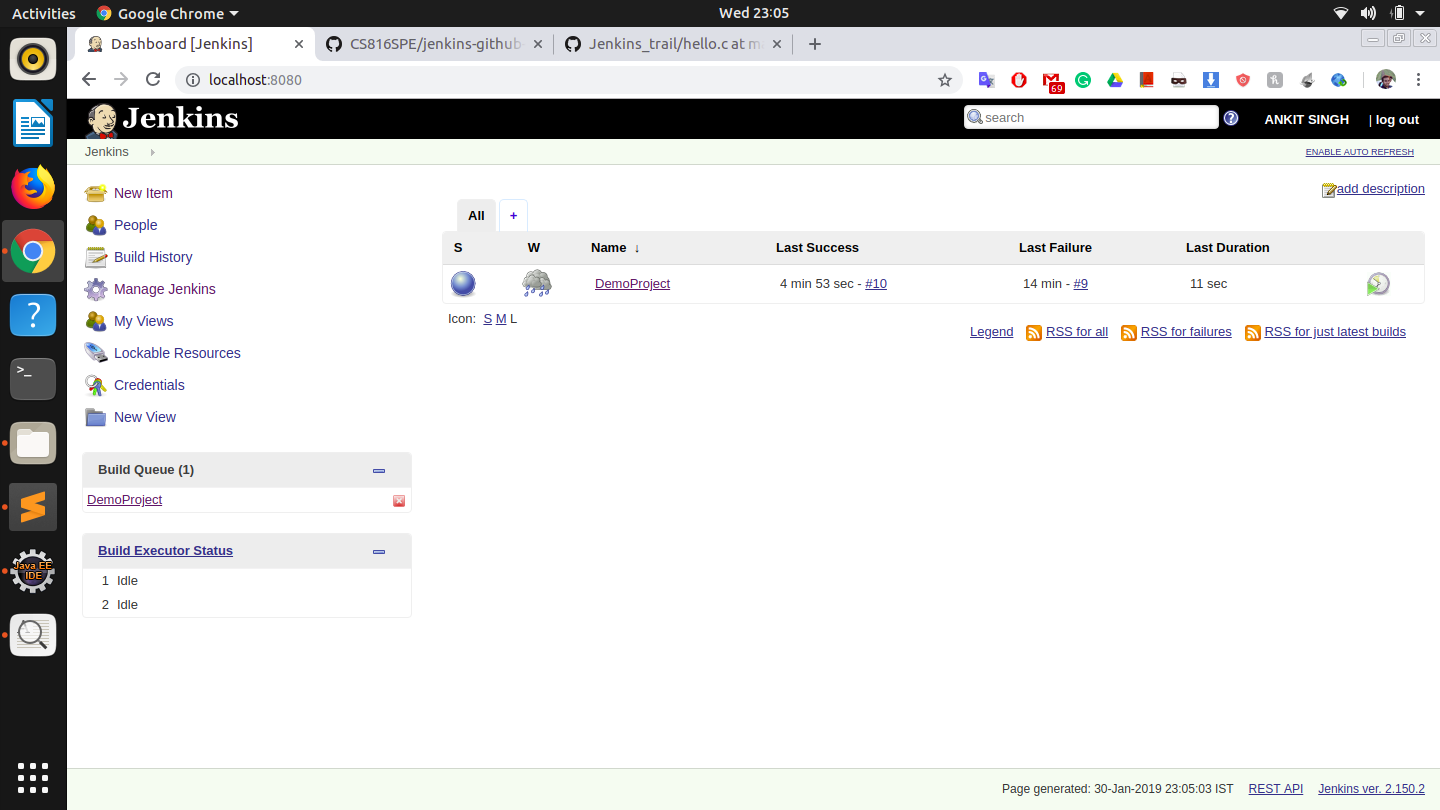 Activities Google Chrome Wed 23:05
Dashboard [Jenkins] CS816SPE/jenkins-github Jenkins_trail/hello.c at m
localhost:8080 69
Jenkins search ? ANKIT SINGH | log out
Jenkins ENABLE AUTO REFRESH
New Item
People
Build History
Manage Jenkins
My Views
Lockable Resources
Credentials
New View
Build Queue (1)
DemoProject
Build Executor Status
1 Idle
2 Idle
add description
All +
S W Name ↓ Last Success Last Failure Last Duration
DemoProject 4 min 53 sec - #10 14 min - #9 11 sec
Icon: S M L
Legend RSS for all RSS for failures RSS for just latest builds
?
>_
Java EE
IDE
Page generated: 30-Jan-2019 23:05:03 IST REST API Jenkins ver. 2.150.2